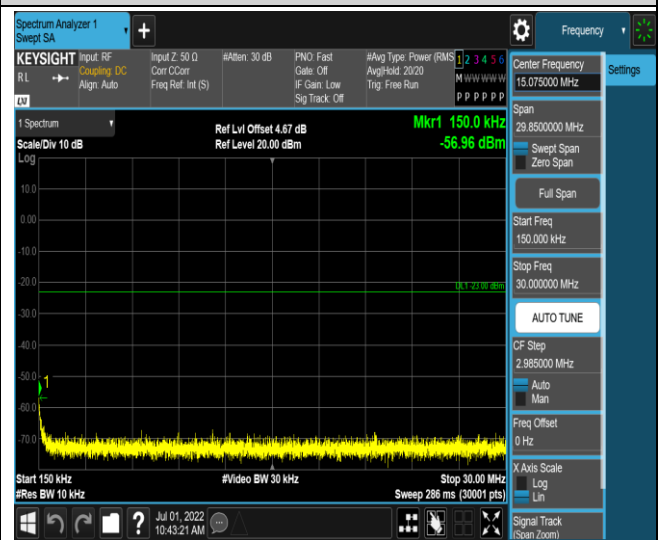 Spectrum Analyzer 1
Swept SA
+
Frequency
KEYSIGHT
RL
LXI
Input: RF
Coupling: DC
Align: Auto
Input Z: 50 Ω
Corr CCorr
Freq Ref: Int (S)
#Atten: 30 dB
PNO: Fast
Gate: Off
IF Gain: Low
Sig Track: Off
#Avg Type: Power (RMS
Avg|Hold: 20/20
Trig: Free Run
1 2 3 4 5 6
M W W W W W
P P P P P P
Settings
Center Frequency
15.075000 MHz
Span
29.8500000 MHz
Swept Span
Zero Span
Full Span
Start Freq
150.000 kHz
Stop Freq
30.000000 MHz
AUTO TUNE
CF Step
2.985000 MHz
Auto
Man
Freq Offset
0 Hz
X Axis Scale
Log
Lin
Signal Track
(Span Zoom)
1 Spectrum
Scale/Div 10 dB
Ref Lvl Offset 4.67 dB
Ref Level 20.00 dBm
Mkr1 150.0 kHz
-56.96 dBm
Log
10.0
0.00
-10.0
-20.0
DL1 -23.00 dBm
-30.0
-40.0
-50.0
1
-60.0
-70.0
Start 150 kHz
#Video BW 30 kHz
Stop 30.00 MHz
#Res BW 10 kHz
Sweep 286 ms (30001 pts)
?
Jul 01, 2022
10:43:21 AM